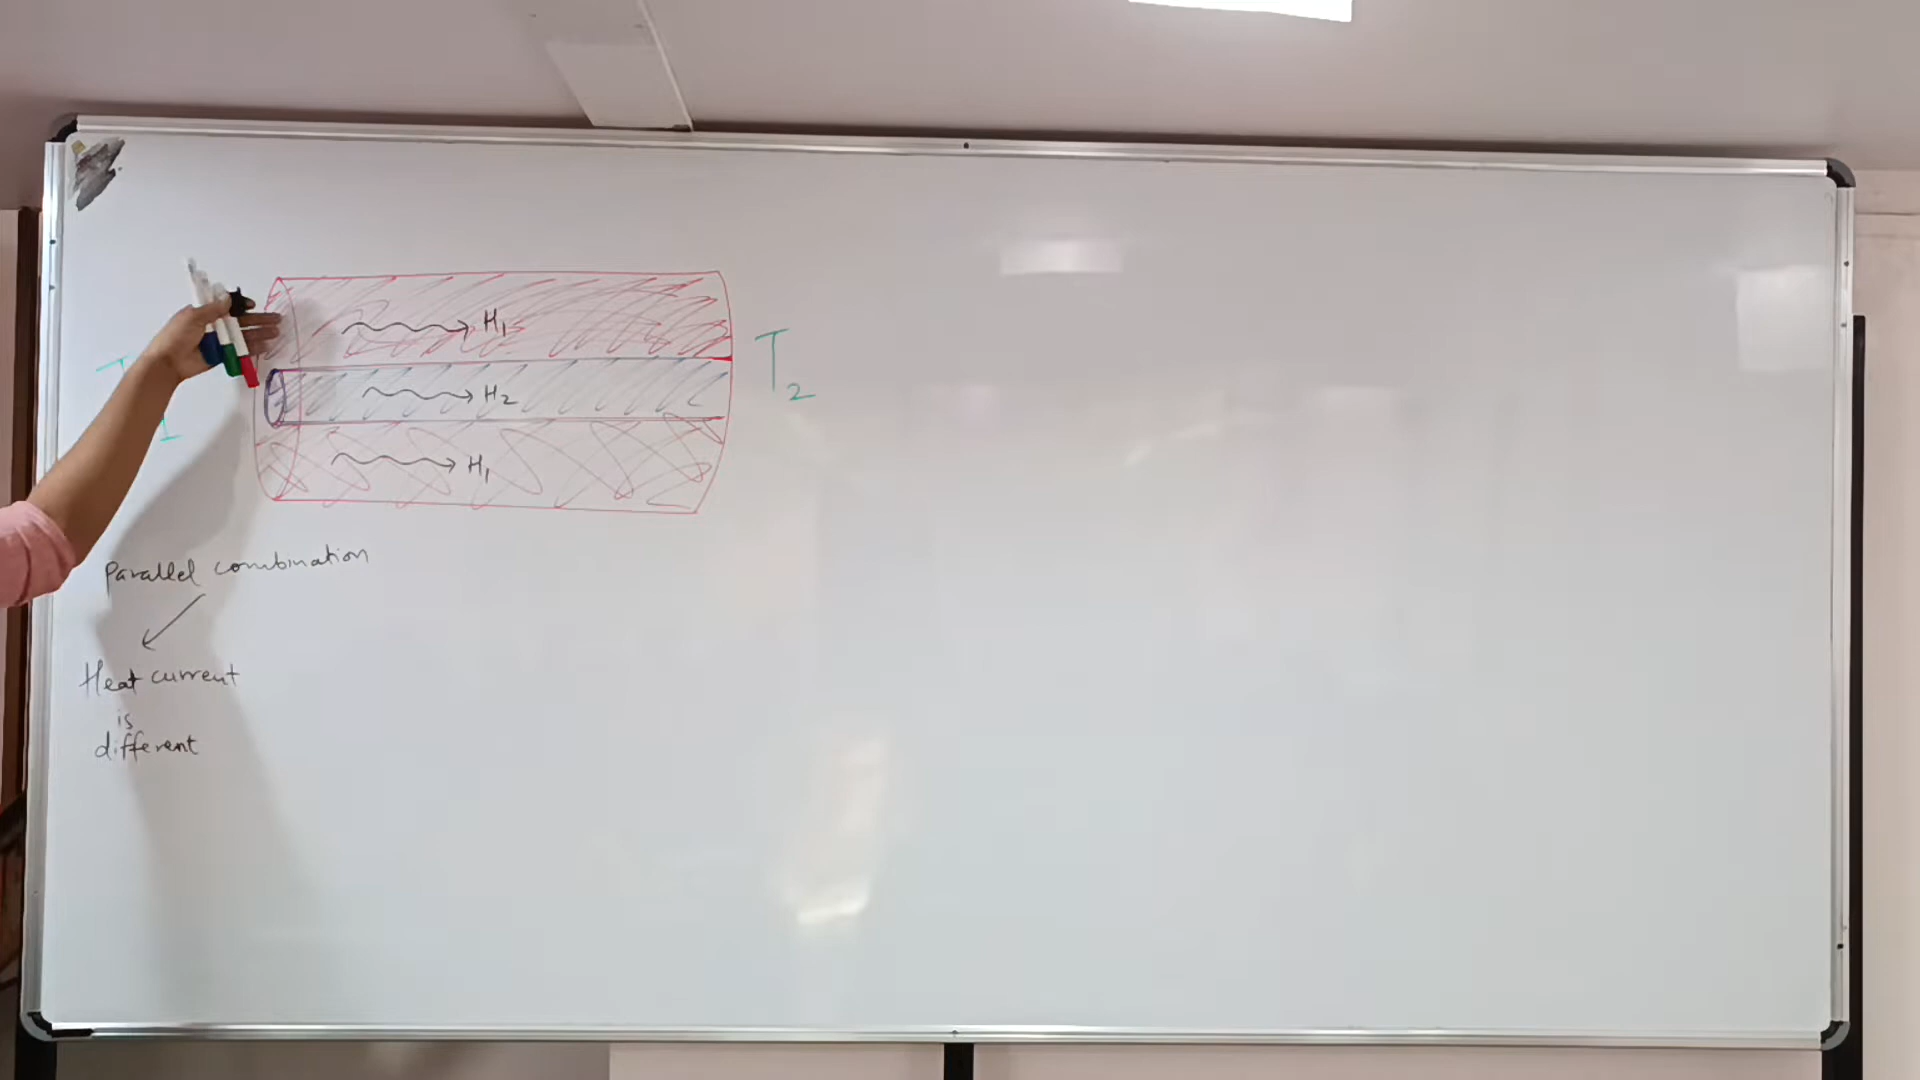 H₁
T₂
H₂
H₁
Parallel combination
Heat current
is
different